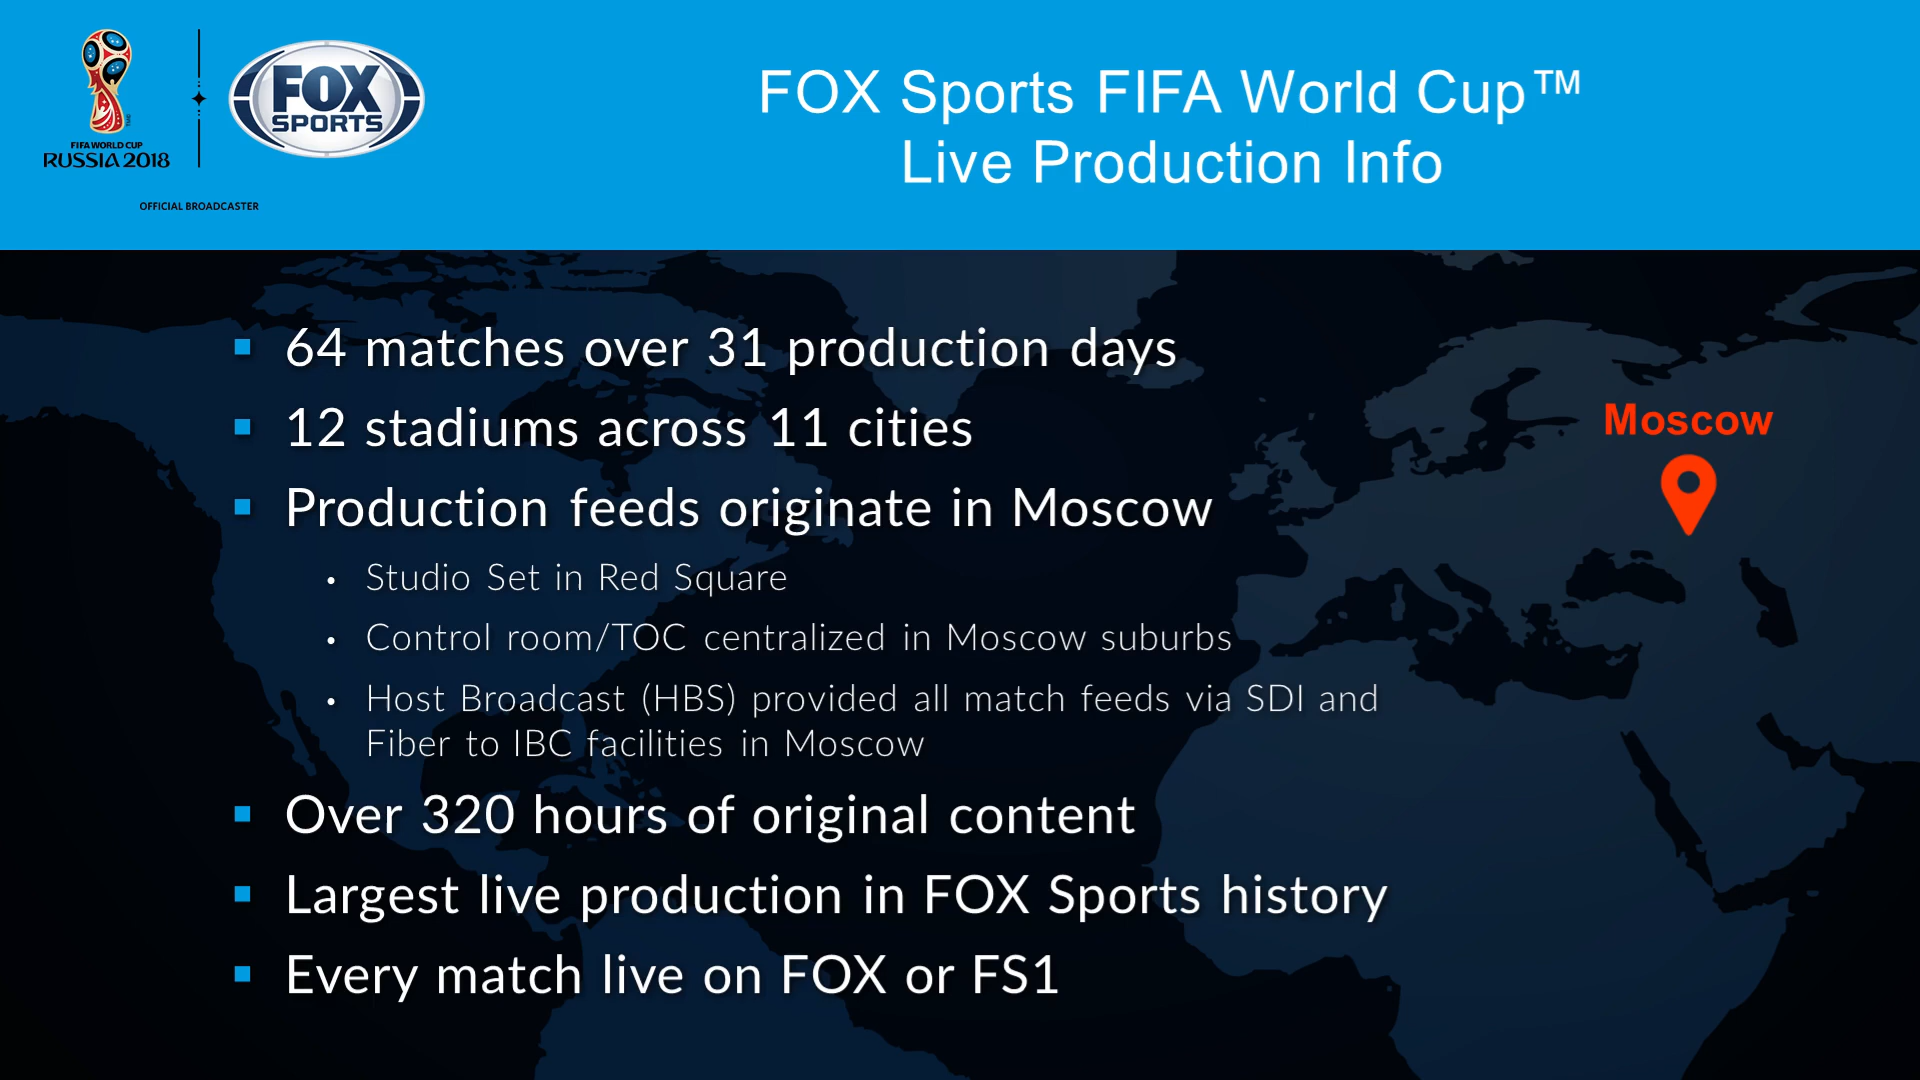 FIFA WORLD CUP
RUSSIA 2018
FOX
SPORTS
OFFICIAL BROADCASTER
FOX Sports FIFA World Cup™
Live Production Info
▪ 64 matches over 31 production days
▪ 12 stadiums across 11 cities
▪ Production feeds originate in Moscow
• Studio Set in Red Square
• Control room/TOC centralized in Moscow suburbs
• Host Broadcast (HBS) provided all match feeds via SDI and
Fiber to IBC facilities in Moscow
▪ Over 320 hours of original content
▪ Largest live production in FOX Sports history
▪ Every match live on FOX or FS1
Moscow